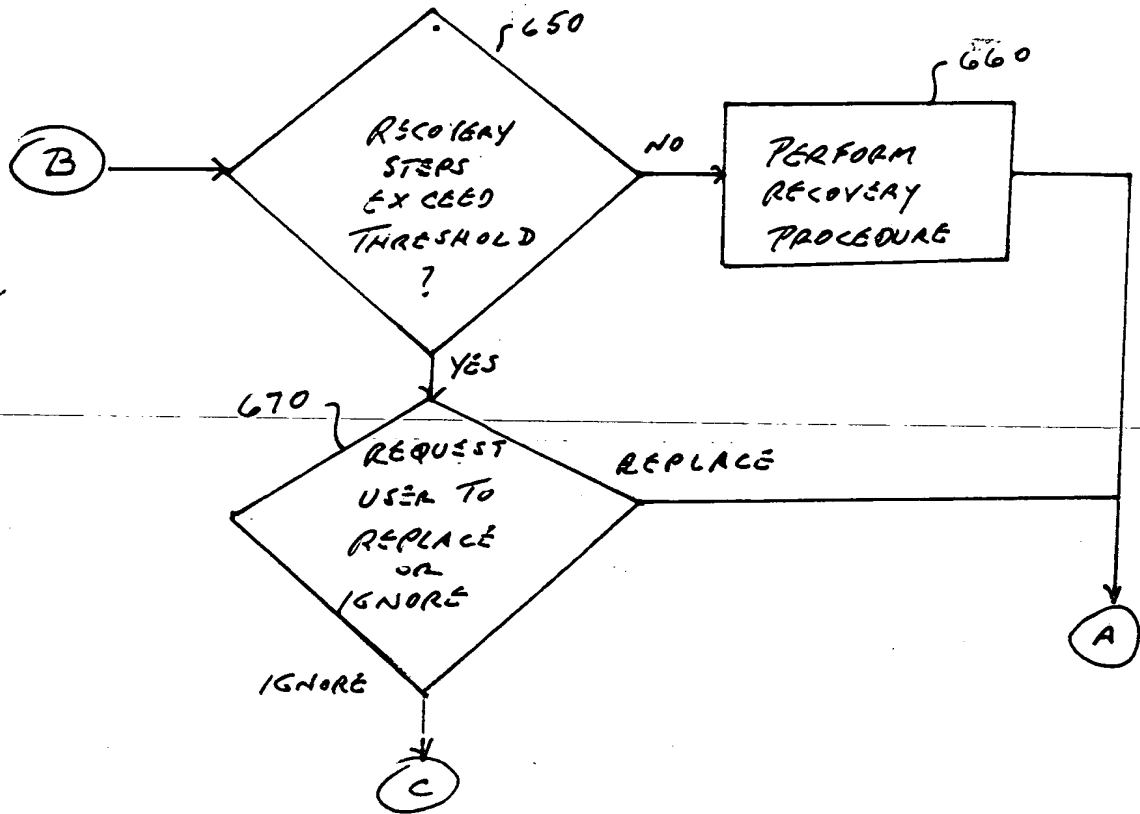 650
660
B
RECOVERY
STEPS
EXCEED
THRESHOLD
?
NO
PERFORM
RECOVERY
PROCEDURE
YES
670
REQUEST
USER TO
REPLACE
OR
IGNORE
REPLACE
A
IGNORE
C